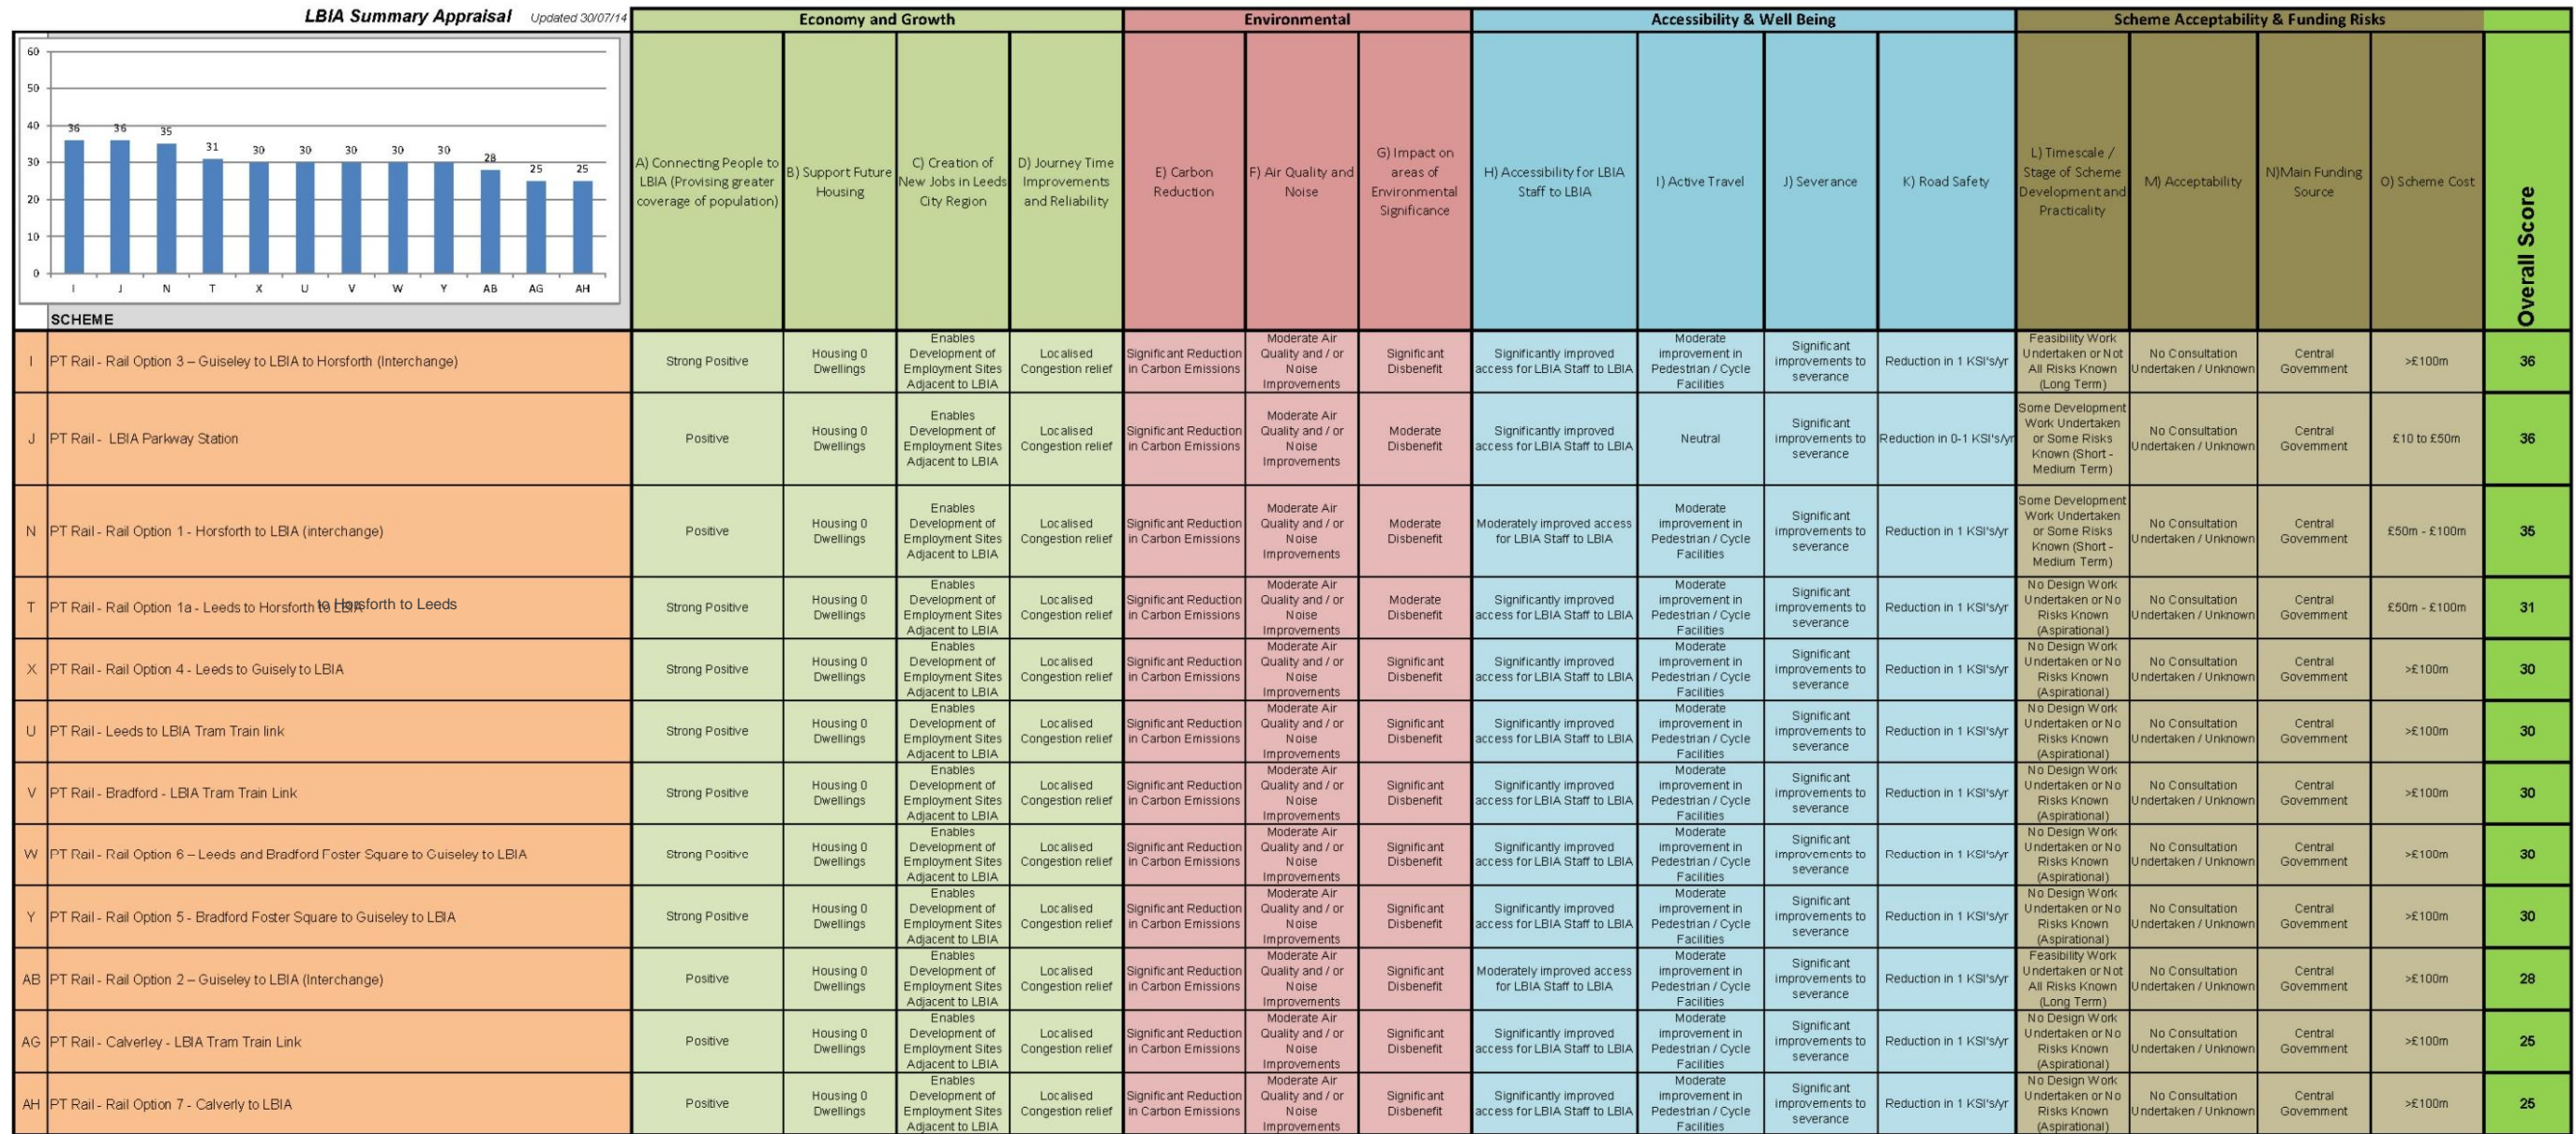 LBIA Summary Appraisal Updated 30/07/14
60
50
40
30
20
10
0
36 36 35 31 30 30 30 30 30 28 25 25
I J N T X U V W Y AB AG AH
SCHEME
Economy and Growth
Environmental
Accessibility & Well Being
Scheme Acceptability & Funding Risks
A) Connecting People to
LBIA (Provising greater
coverage of population)
B) Support Future
Housing
C) Creation of
New Jobs in Leeds
City Region
D) Journey Time
Improvements
and Reliability
E) Carbon
Reduction
F) Air Quality and
Noise
G) Impact on
areas of
Environmental
Significance
H) Accessibility for LBIA
Staff to LBIA
I) Active Travel
J) Severance
K) Road Safety
L) Timescale /
Stage of Scheme
Development and
Practicality
M) Acceptability
N)Main Funding
Source
O) Scheme Cost
Overall Score
I
PT Rail - Rail Option 3 – Guiseley to LBIA to Horsforth (Interchange)
Strong Positive
Housing 0
Dwellings
Enables
Development of
Employment Sites
Adjacent to LBIA
Localised
Congestion relief
Significant Reduction
in Carbon Emissions
Moderate Air
Quality and / or
Noise
Improvements
Significant
Disbenefit
Significantly improved
access for LBIA Staff to LBIA
Moderate
improvement in
Pedestrian / Cycle
Facilities
Significant
improvements to
severance
Reduction in 1 KSI's/yr
Feasibility Work
Undertaken or Not
All Risks Known
(Long Term)
No Consultation
Undertaken / Unknown
Central
Government
>£100m
36
J
PT Rail - LBIA Parkway Station
Positive
Housing 0
Dwellings
Enables
Development of
Employment Sites
Adjacent to LBIA
Localised
Congestion relief
Significant Reduction
in Carbon Emissions
Moderate Air
Quality and / or
Noise
Improvements
Moderate
Disbenefit
Significantly improved
access for LBIA Staff to LBIA
Neutral
Significant
improvements to
severance
Reduction in 0-1 KSI's/yr
Some Development
Work Undertaken
or Some Risks
Known (Short -
Medium Term)
No Consultation
Undertaken / Unknown
Central
Government
£10 to £50m
36
N
PT Rail - Rail Option 1 - Horsforth to LBIA (interchange)
Positive
Housing 0
Dwellings
Enables
Development of
Employment Sites
Adjacent to LBIA
Localised
Congestion relief
Significant Reduction
in Carbon Emissions
Moderate Air
Quality and / or
Noise
Improvements
Moderate
Disbenefit
Moderately improved access
for LBIA Staff to LBIA
Moderate
improvement in
Pedestrian / Cycle
Facilities
Significant
improvements to
severance
Reduction in 1 KSI's/yr
Some Development
Work Undertaken
or Some Risks
Known (Short -
Medium Term)
No Consultation
Undertaken / Unknown
Central
Government
£50m - £100m
35
T
PT Rail - Rail Option 1a - Leeds to Horsforth to LBIA
to Horsforth to Leeds
Strong Positive
Housing 0
Dwellings
Enables
Development of
Employment Sites
Adjacent to LBIA
Localised
Congestion relief
Significant Reduction
in Carbon Emissions
Moderate Air
Quality and / or
Noise
Improvements
Moderate
Disbenefit
Significantly improved
access for LBIA Staff to LBIA
Moderate
improvement in
Pedestrian / Cycle
Facilities
Significant
improvements to
severance
Reduction in 1 KSI's/yr
No Design Work
Undertaken or No
Risks Known
(Aspirational)
No Consultation
Undertaken / Unknown
Central
Government
£50m - £100m
31
X
PT Rail - Rail Option 4 - Leeds to Guisely to LBIA
Strong Positive
Housing 0
Dwellings
Enables
Development of
Employment Sites
Adjacent to LBIA
Localised
Congestion relief
Significant Reduction
in Carbon Emissions
Moderate Air
Quality and / or
Noise
Improvements
Significant
Disbenefit
Significantly improved
access for LBIA Staff to LBIA
Moderate
improvement in
Pedestrian / Cycle
Facilities
Significant
improvements to
severance
Reduction in 1 KSI's/yr
No Design Work
Undertaken or No
Risks Known
(Aspirational)
No Consultation
Undertaken / Unknown
Central
Government
>£100m
30
U
PT Rail - Leeds to LBIA Tram Train link
Strong Positive
Housing 0
Dwellings
Enables
Development of
Employment Sites
Adjacent to LBIA
Localised
Congestion relief
Significant Reduction
in Carbon Emissions
Moderate Air
Quality and / or
Noise
Improvements
Significant
Disbenefit
Significantly improved
access for LBIA Staff to LBIA
Moderate
improvement in
Pedestrian / Cycle
Facilities
Significant
improvements to
severance
Reduction in 1 KSI's/yr
No Design Work
Undertaken or No
Risks Known
(Aspirational)
No Consultation
Undertaken / Unknown
Central
Government
>£100m
30
V
PT Rail - Bradford - LBIA Tram Train Link
Strong Positive
Housing 0
Dwellings
Enables
Development of
Employment Sites
Adjacent to LBIA
Localised
Congestion relief
Significant Reduction
in Carbon Emissions
Moderate Air
Quality and / or
Noise
Improvements
Significant
Disbenefit
Significantly improved
access for LBIA Staff to LBIA
Moderate
improvement in
Pedestrian / Cycle
Facilities
Significant
improvements to
severance
Reduction in 1 KSI's/yr
No Design Work
Undertaken or No
Risks Known
(Aspirational)
No Consultation
Undertaken / Unknown
Central
Government
>£100m
30
W
PT Rail - Rail Option 6 – Leeds and Bradford Foster Square to Guiseley to LBIA
Strong Positive
Housing 0
Dwellings
Enables
Development of
Employment Sites
Adjacent to LBIA
Localised
Congestion relief
Significant Reduction
in Carbon Emissions
Moderate Air
Quality and / or
Noise
Improvements
Significant
Disbenefit
Significantly improved
access for LBIA Staff to LBIA
Moderate
improvement in
Pedestrian / Cycle
Facilities
Significant
improvements to
severance
Reduction in 1 KSI's/yr
No Design Work
Undertaken or No
Risks Known
(Aspirational)
No Consultation
Undertaken / Unknown
Central
Government
>£100m
30
Y
PT Rail - Rail Option 5 - Bradford Foster Square to Guiseley to LBIA
Strong Positive
Housing 0
Dwellings
Enables
Development of
Employment Sites
Adjacent to LBIA
Localised
Congestion relief
Significant Reduction
in Carbon Emissions
Moderate Air
Quality and / or
Noise
Improvements
Significant
Disbenefit
Significantly improved
access for LBIA Staff to LBIA
Moderate
improvement in
Pedestrian / Cycle
Facilities
Significant
improvements to
severance
Reduction in 1 KSI's/yr
No Design Work
Undertaken or No
Risks Known
(Aspirational)
No Consultation
Undertaken / Unknown
Central
Government
>£100m
30
AB
PT Rail - Rail Option 2 – Guiseley to LBIA (Interchange)
Positive
Housing 0
Dwellings
Enables
Development of
Employment Sites
Adjacent to LBIA
Localised
Congestion relief
Significant Reduction
in Carbon Emissions
Moderate Air
Quality and / or
Noise
Improvements
Significant
Disbenefit
Moderately improved access
for LBIA Staff to LBIA
Moderate
improvement in
Pedestrian / Cycle
Facilities
Significant
improvements to
severance
Reduction in 1 KSI's/yr
Feasibility Work
Undertaken or Not
All Risks Known
(Long Term)
No Consultation
Undertaken / Unknown
Central
Government
>£100m
28
AG
PT Rail - Calverley - LBIA Tram Train Link
Positive
Housing 0
Dwellings
Enables
Development of
Employment Sites
Adjacent to LBIA
Localised
Congestion relief
Significant Reduction
in Carbon Emissions
Moderate Air
Quality and / or
Noise
Improvements
Significant
Disbenefit
Significantly improved
access for LBIA Staff to LBIA
Moderate
improvement in
Pedestrian / Cycle
Facilities
Significant
improvements to
severance
Reduction in 1 KSI's/yr
No Design Work
Undertaken or No
Risks Known
(Aspirational)
No Consultation
Undertaken / Unknown
Central
Government
>£100m
25
AH
PT Rail - Rail Option 7 - Calverly to LBIA
Positive
Housing 0
Dwellings
Enables
Development of
Employment Sites
Adjacent to LBIA
Localised
Congestion relief
Significant Reduction
in Carbon Emissions
Moderate Air
Quality and / or
Noise
Improvements
Significant
Disbenefit
Significantly improved
access for LBIA Staff to LBIA
Moderate
improvement in
Pedestrian / Cycle
Facilities
Significant
improvements to
severance
Reduction in 1 KSI's/yr
No Design Work
Undertaken or No
Risks Known
(Aspirational)
No Consultation
Undertaken / Unknown
Central
Government
>£100m
25